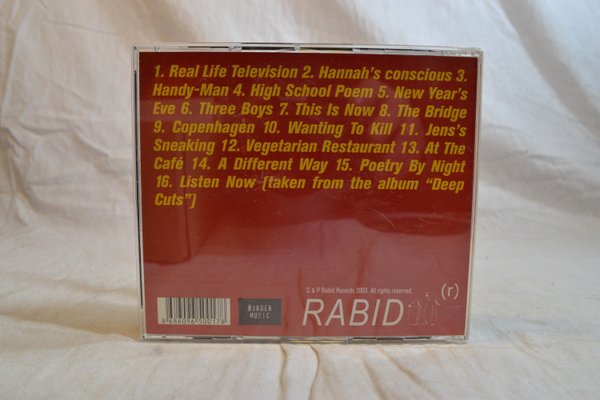 1. Real Life Television 2. Hannah's conscious 3.
Handy-Man 4. High School Poem 5. New Year's
Eve 6. Three Boys 7. This Is Now 8. The Bridge
9. Copenhagen 10. Wanting To Kill 11. Jens's
Sneaking 12. Vegetarian Restaurant 13. At The
Café 14. A Different Way 15. Poetry By Night
16. Listen Now (taken from the album “Deep
Cuts”)
C & P Rabid Records 2003. All rights reserved.
BORDER
MUSIC
RABID
(r)